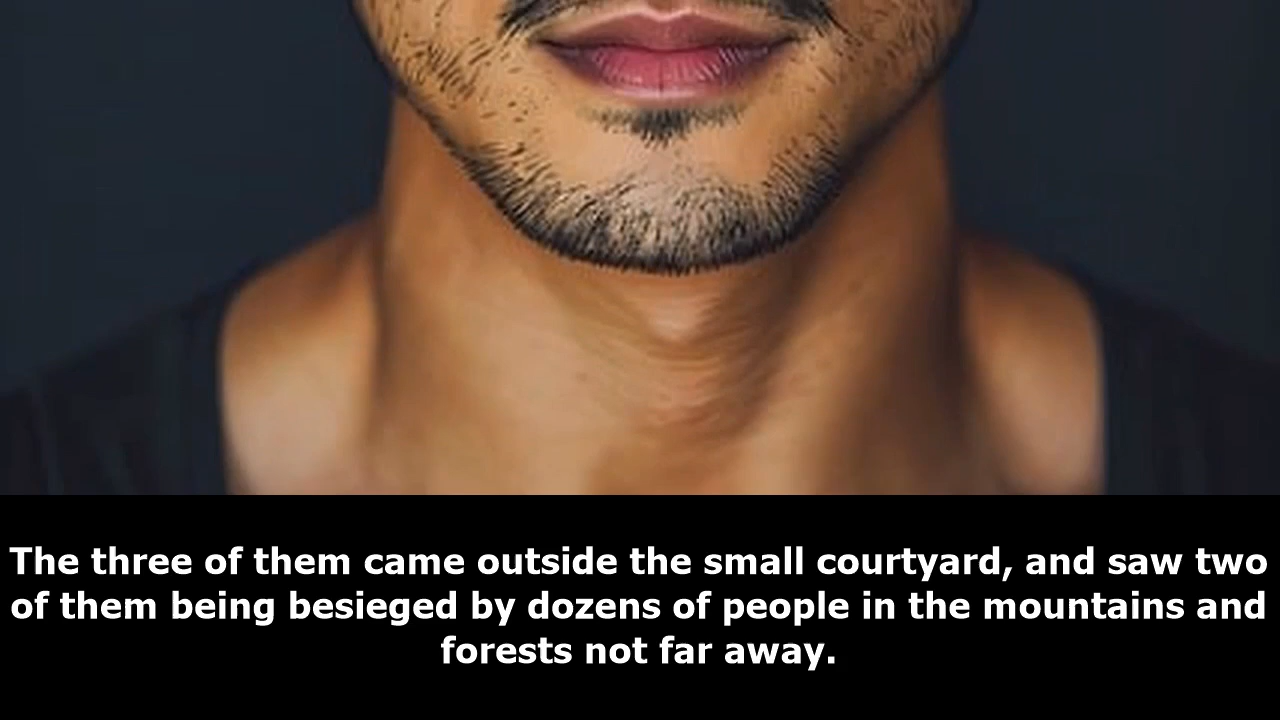 The three of them came outside the small courtyard, and saw two
of them being besieged by dozens of people in the mountains and
forests not far away.